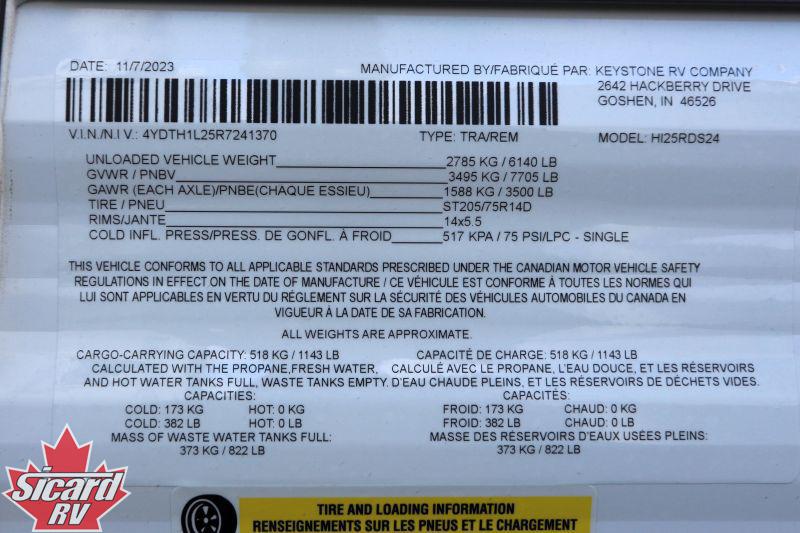 DATE: 11/7/2023 MANUFACTURED BY/FABRIQUÉ PAR: KEYSTONE RV COMPANY
2642 HACKBERRY DRIVE
GOSHEN, IN 46526
V.I.N./N.I.V.: 4YDTH1L25R7241370 TYPE: TRA/REM MODEL: HI25RDS24
UNLOADED VEHICLE WEIGHT 2785 KG / 6140 LB
GVWR / PNBV 3495 KG / 7705 LB
GAWR (EACH AXLE)/PNBE(CHAQUE ESSIEU) 1588 KG / 3500 LB
TIRE / PNEU ST205/75R14D
RIMS/JANTE 14x5.5
COLD INFL. PRESS/PRESS. DE GONFL. À FROID 517 KPA / 75 PSI/LPC - SINGLE
THIS VEHICLE CONFORMS TO ALL APPLICABLE STANDARDS PRESCRIBED UNDER THE CANADIAN MOTOR VEHICLE SAFETY
REGULATIONS IN EFFECT ON THE DATE OF MANUFACTURE / CE VÉHICULE EST CONFORME À TOUTES LES NORMES QUI
LUI SONT APPLICABLES EN VERTU DU RÉGLEMENT SUR LA SÉCURITÉ DES VÉHICULES AUTOMOBILES DU CANADA EN
VIGUEUR À LA DATE DE SA FABRICATION.
ALL WEIGHTS ARE APPROXIMATE.
CARGO-CARRYING CAPACITY: 518 KG / 1143 LB
CALCULATED WITH THE PROPANE,FRESH WATER,
AND HOT WATER TANKS FULL, WASTE TANKS EMPTY.
CAPACITIES:
COLD: 173 KG HOT: 0 KG
COLD: 382 LB HOT: 0 LB
MASS OF WASTE WATER TANKS FULL:
373 KG / 822 LB
CAPACITÉ DE CHARGE: 518 KG / 1143 LB
CALCULÉ AVEC LE PROPANE, L'EAU DOUCE, ET LES RÉSERVOIRS
D'EAU CHAUDE PLEINS, ET LES RÉSERVOIRS DE DÉCHETS VIDES.
CAPACITÉS:
FROID: 173 KG CHAUD: 0 KG
FROID: 382 LB CHAUD: 0 LB
MASSE DES RÉSERVOIRS D'EAUX USÉES PLEINS:
373 KG / 822 LB
Sicard
RV
TIRE AND LOADING INFORMATION
RENSEIGNEMENTS SUR LES PNEUS ET LE CHARGEMENT